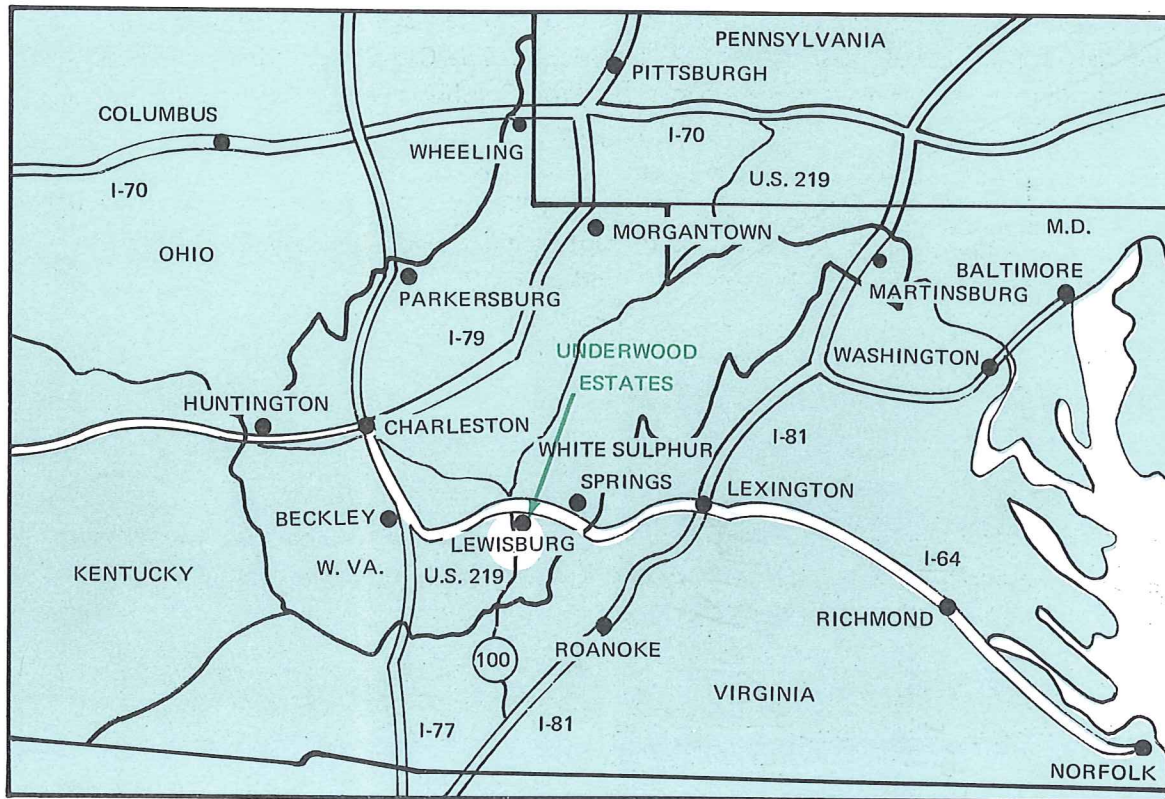 PENNSYLVANIA
PITTSBURGH
COLUMBUS
WHEELING
I-70
I-70
U.S. 219
OHIO
MORGANTOWN
M.D.
PARKERSBURG
BALTIMORE
MARTINSBURG
I-79
UNDERWOOD
ESTATES
WASHINGTON
HUNTINGTON
CHARLESTON
WHITE SULPHUR
SPRINGS
I-81
LEXINGTON
BECKLEY
LEWISBURG
KENTUCKY
W. VA.
U.S. 219
I-64
RICHMOND
ROANOKE
100
VIRGINIA
I-77
I-81
NORFOLK